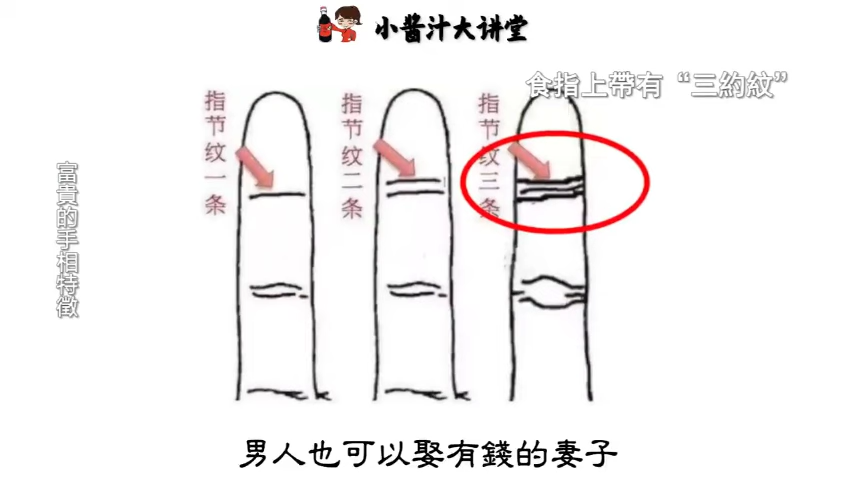 小酱汁大讲堂
食指上帶有“三約紋”
指节纹一条
指节纹二条
指节纹三条
富貴的手相特徵
男人也可以娶有錢的妻子